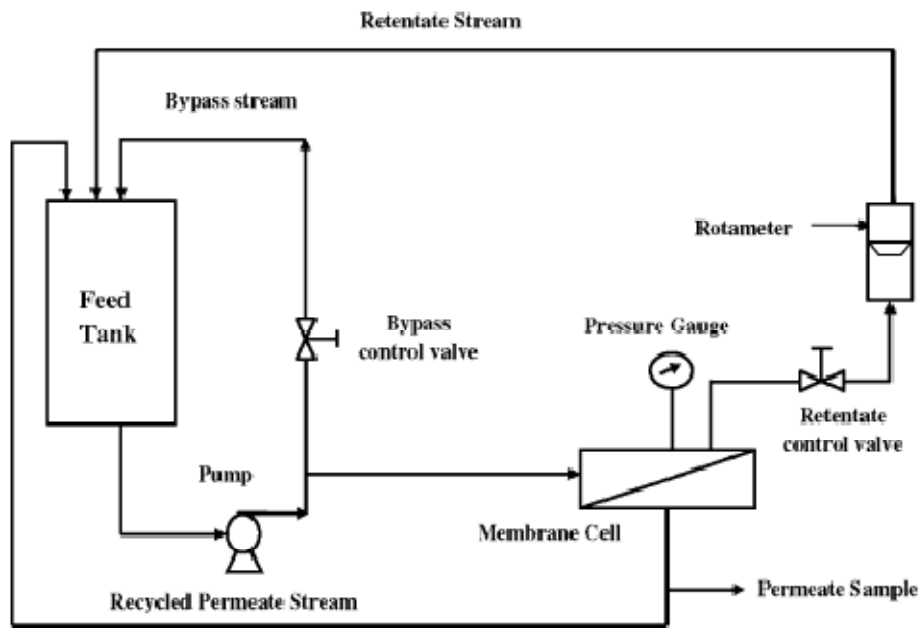 Retentate Stream
Bypass stream
Rotameter
Feed
Tank
Bypass
control valve
Pressure Gauge
Retentate
control valve
Pump
Membrane Cell
Permeate Sample
Recycled Permeate Stream